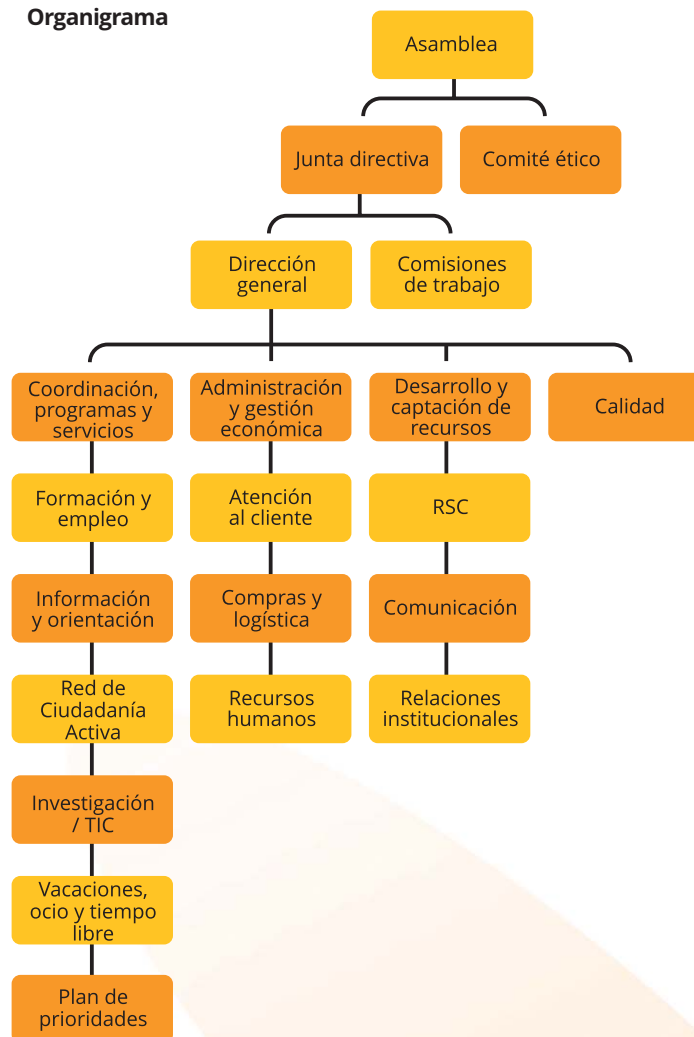 Organigrama
Asamblea
Junta directiva
Comité ético
Dirección
general
Comisiones
de trabajo
Coordinación,
programas y
servicios
Administración
y gestión
económica
Desarrollo y
captación de
recursos
Calidad
Formación y
empleo
Atención
al cliente
RSC
Información
y orientación
Compras y
logística
Comunicación
Red de
Ciudadanía
Activa
Recursos
humanos
Relaciones
institucionales
Investigación
/ TIC
Vacaciones,
ocio y tiempo
libre
Plan de
prioridades